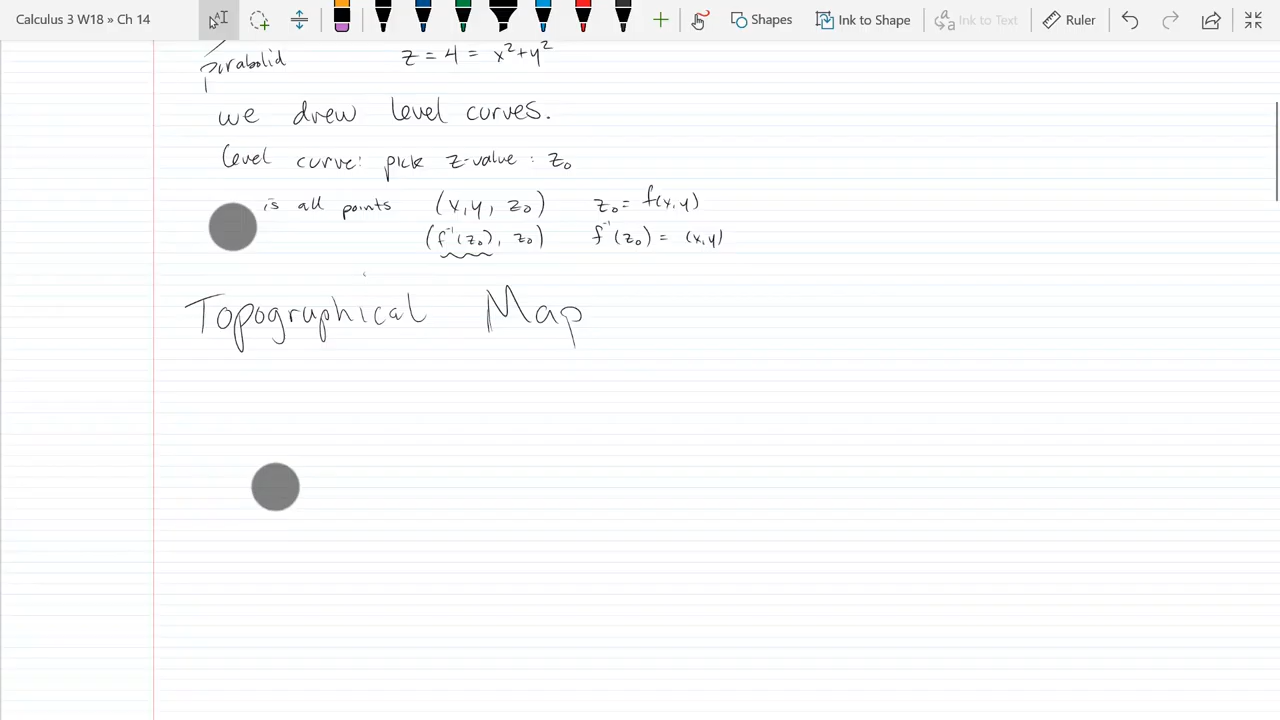 Calculus 3 W18 » Ch 14
Shapes Ink to Shape Ink to Text Ruler
parabolid z = 4 = x²+y²
we drew level curves.
level curve: pick z-value : z₀
is all points (x,y, z₀) z₀ = f(x,y)
(f⁻¹(z₀), z₀) f⁻¹(z₀) = (x,y)
Topographical Map